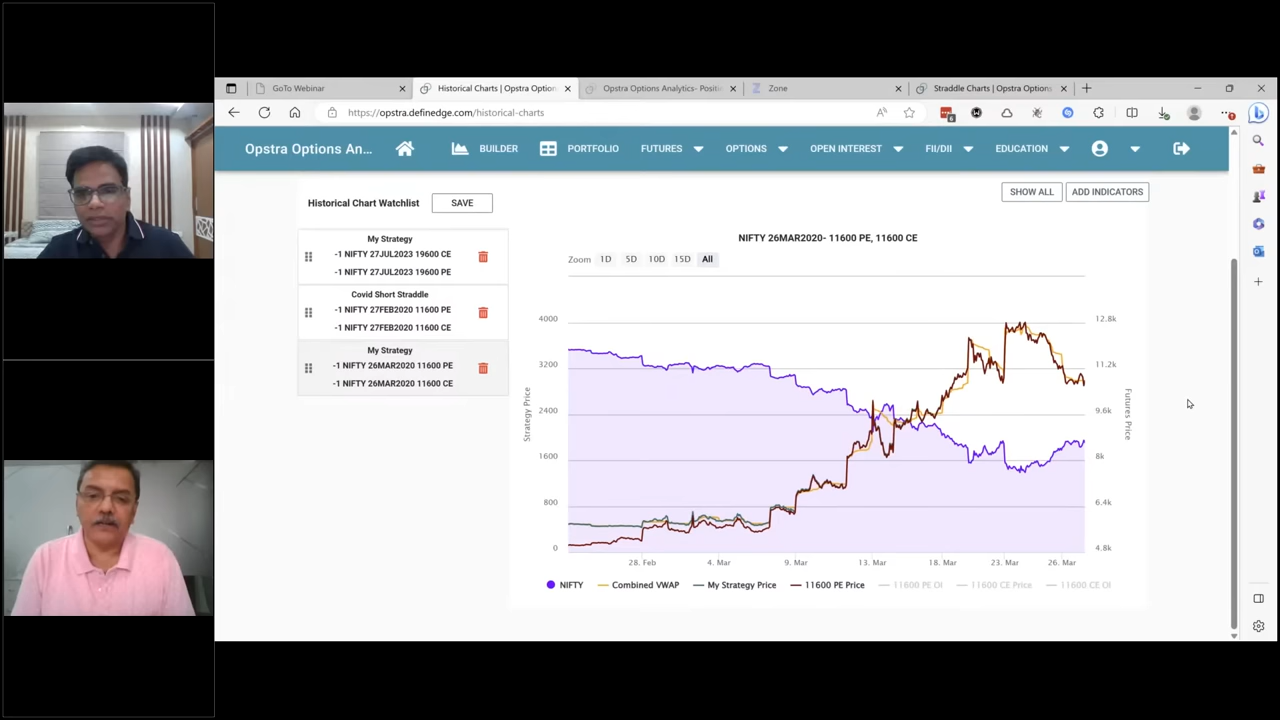 GoTo Webinar
Historical Charts | Opstra Option
Opstra Options Analytics- Positi
Zone
Straddle Charts | Opstra Options
https://opstra.definedge.com/historical-charts
Opstra Options An...
BUILDER
PORTFOLIO
FUTURES
OPTIONS
OPEN INTEREST
FII/DII
EDUCATION
Historical Chart Watchlist
SAVE
SHOW ALL
ADD INDICATORS
My Strategy
-1 NIFTY 27JUL2023 19600 CE
-1 NIFTY 27JUL2023 19600 PE
Covid Short Straddle
-1 NIFTY 27FEB2020 11600 PE
-1 NIFTY 27FEB2020 11600 CE
My Strategy
-1 NIFTY 26MAR2020 11600 PE
-1 NIFTY 26MAR2020 11600 CE
NIFTY 26MAR2020- 11600 PE, 11600 CE
Zoom 1D 5D 10D 15D All
Strategy Price
4000
3200
2400
1600
800
0
12.8k
11.2k
9.6k
8k
6.4k
4.8k
Futures Price
28. Feb 4. Mar 9. Mar 13. Mar 18. Mar 23. Mar 26. Mar
NIFTY Combined VWAP My Strategy Price 11600 PE Price 11600 PE OI 11600 CE Price 11600 CE OI